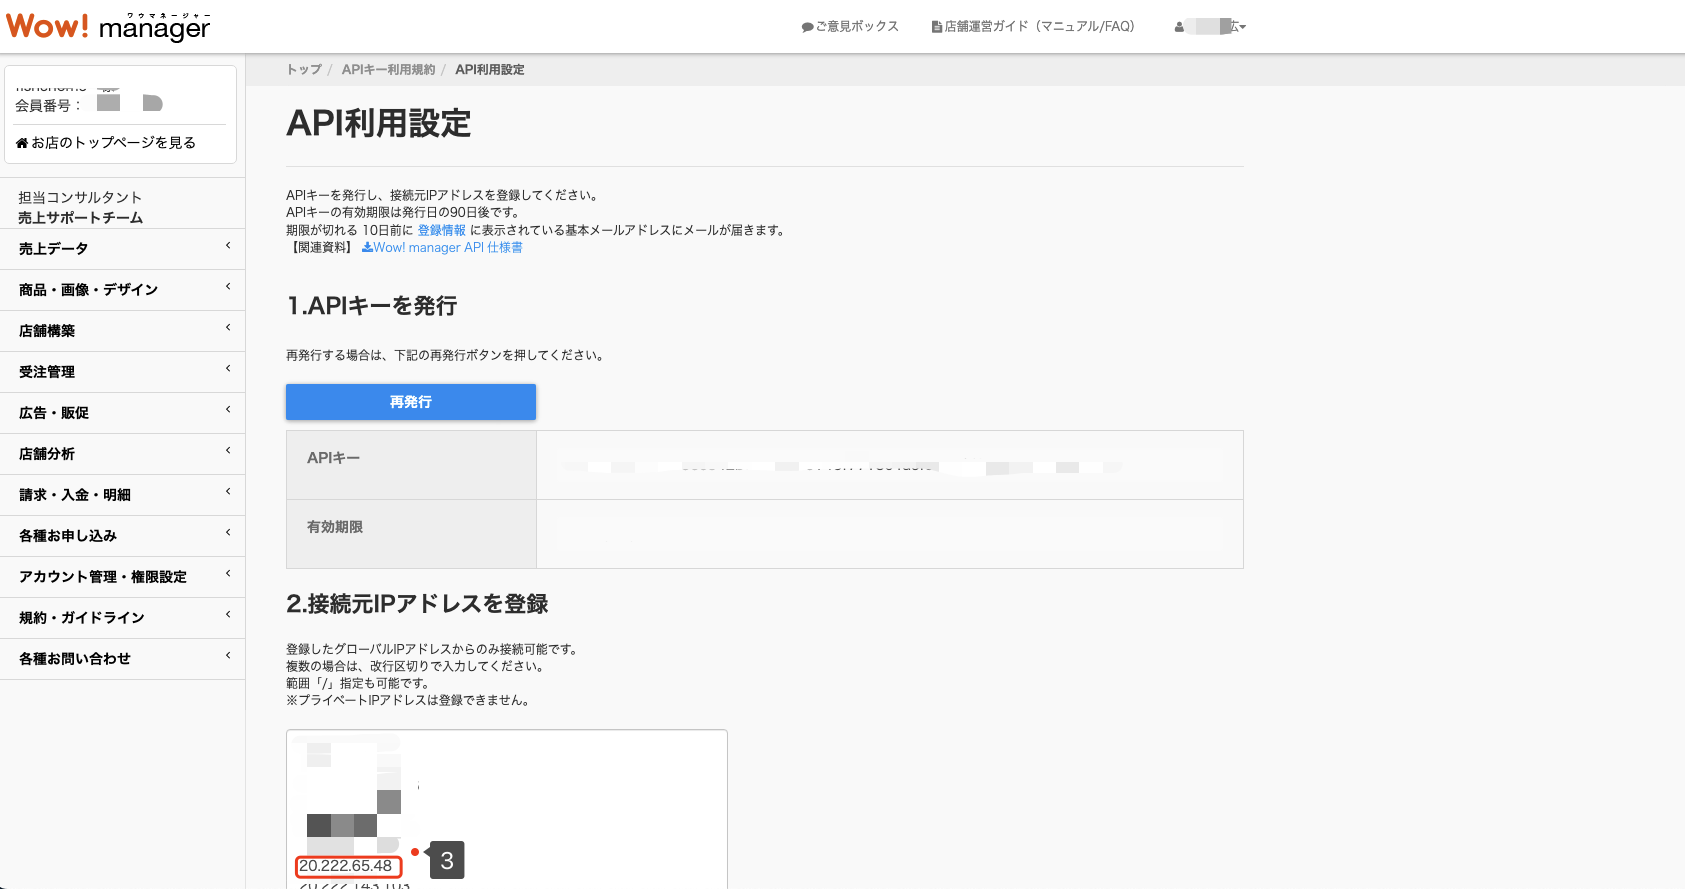 ワウマネージャー
Wow! manager
ご意見ボックス
店舗運営ガイド（マニュアル/FAQ）
会員番号：
お店のトップページを見る
担当コンサルタント
売上サポートチーム
売上データ
商品・画像・デザイン
店舗構築
受注管理
広告・販促
店舗分析
請求・入金・明細
各種お申し込み
アカウント管理・権限設定
規約・ガイドライン
各種お問い合わせ
トップ / APIキー利用規約 / API利用設定
API利用設定
APIキーを発行し、接続元IPアドレスを登録してください。
APIキーの有効期限は発行日の90日後です。
期限が切れる 10日前に 登録情報 に表示されている基本メールアドレスにメールが届きます。
【関連資料】 Wow! manager API 仕様書
1.APIキーを発行
再発行する場合は、下記の再発行ボタンを押してください。
再発行
APIキー
有効期限
2.接続元IPアドレスを登録
登録したグローバルIPアドレスからのみ接続可能です。
複数の場合は、改行区切りで入力してください。
範囲「/」指定も可能です。
※プライベートIPアドレスは登録できません。
20.222.65.48
3